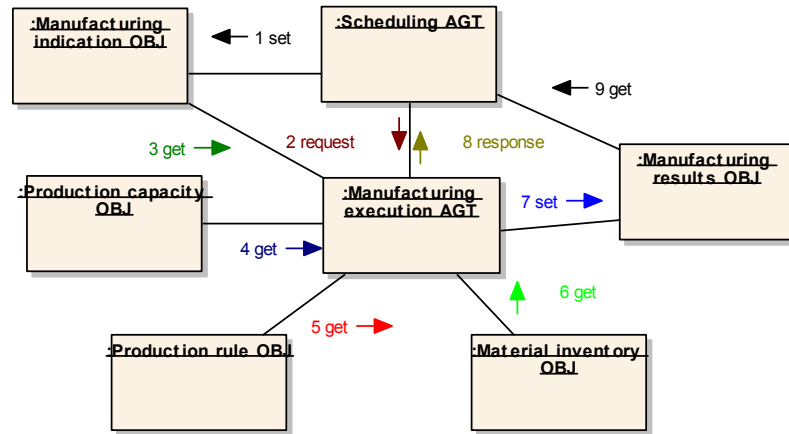 :Manufacturing
indication OBJ
1 set
:Scheduling AGT
9 get
3 get
2 request
8 response
:Manufacturing
results OBJ
:Production capacity
OBJ
:Manufacturing
execution AGT
7 set
4 get
6 get
5 get
:Production rule OBJ
:Material inventory
OBJ